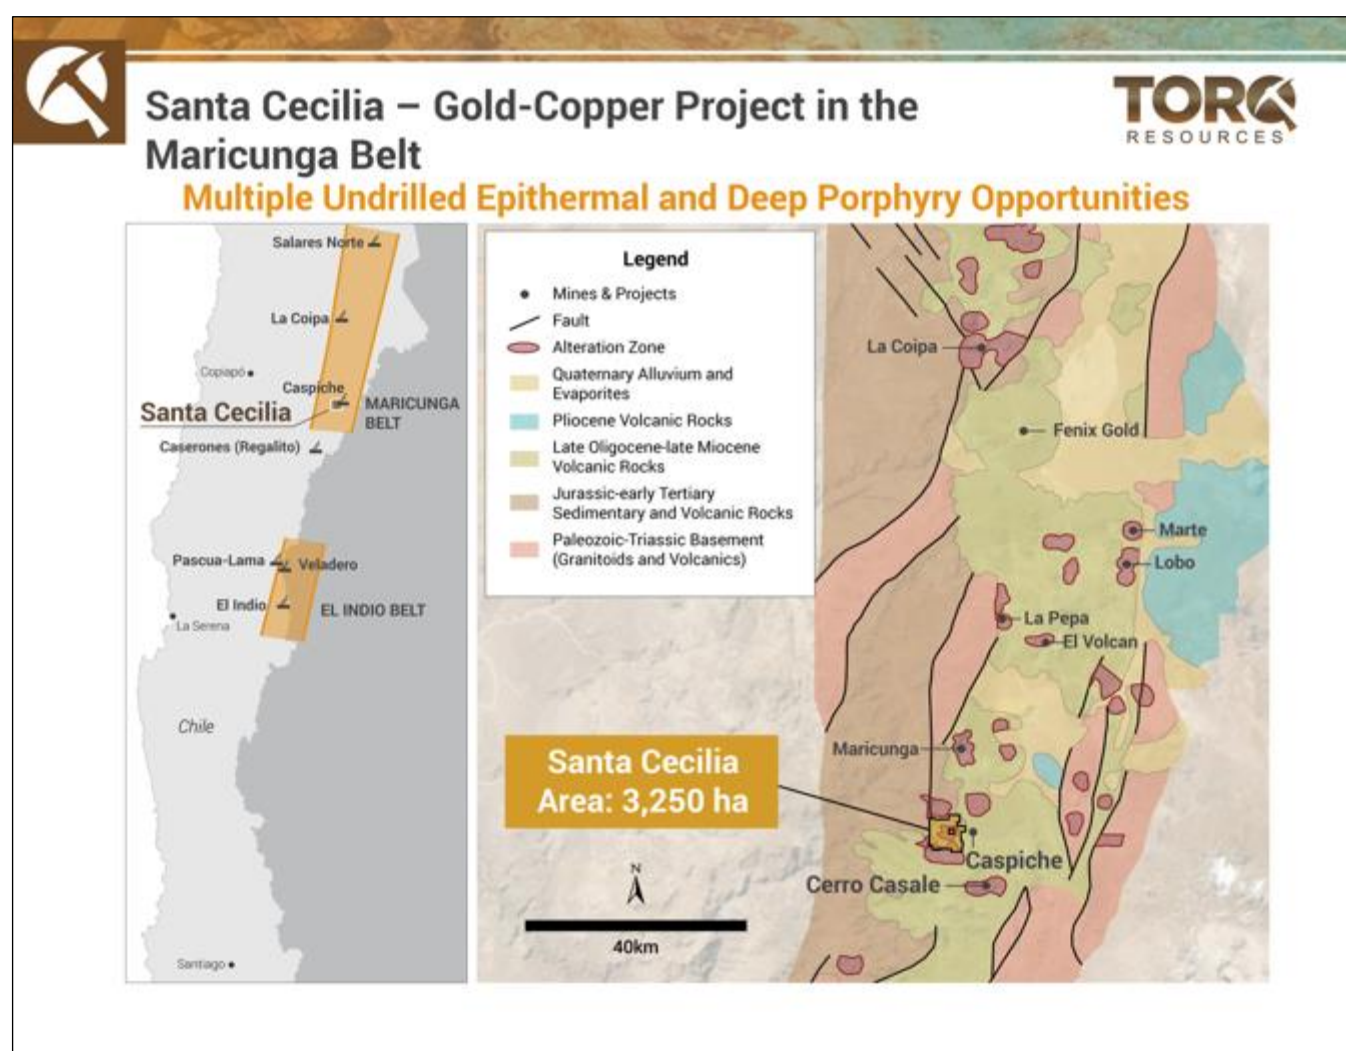 Santa Cecilia – Gold-Copper Project in the
Maricunga Belt
TORQ
RESOURCES
Multiple Undrilled Epithermal and Deep Porphyry Opportunities
Salares Norte
La Coipa
Copiapó
Caspiche
Santa Cecilia
MARICUNGA
BELT
Caserones (Regalito)
Pascua-Lama
Veladero
El Indio
EL INDIO BELT
La Serena
Chile
Santiago
Legend
Mines & Projects
Fault
Alteration Zone
Quaternary Alluvium and
Evaporites
Pliocene Volcanic Rocks
Late Oligocene-late Miocene
Volcanic Rocks
Jurassic-early Tertiary
Sedimentary and Volcanic Rocks
Paleozoic-Triassic Basement
(Granitoids and Volcanics)
La Coipa
Fenix Gold
Marte
Lobo
La Pepa
El Volcan
Maricunga
Santa Cecilia
Area: 3,250 ha
Caspiche
Cerro Casale
N
40km